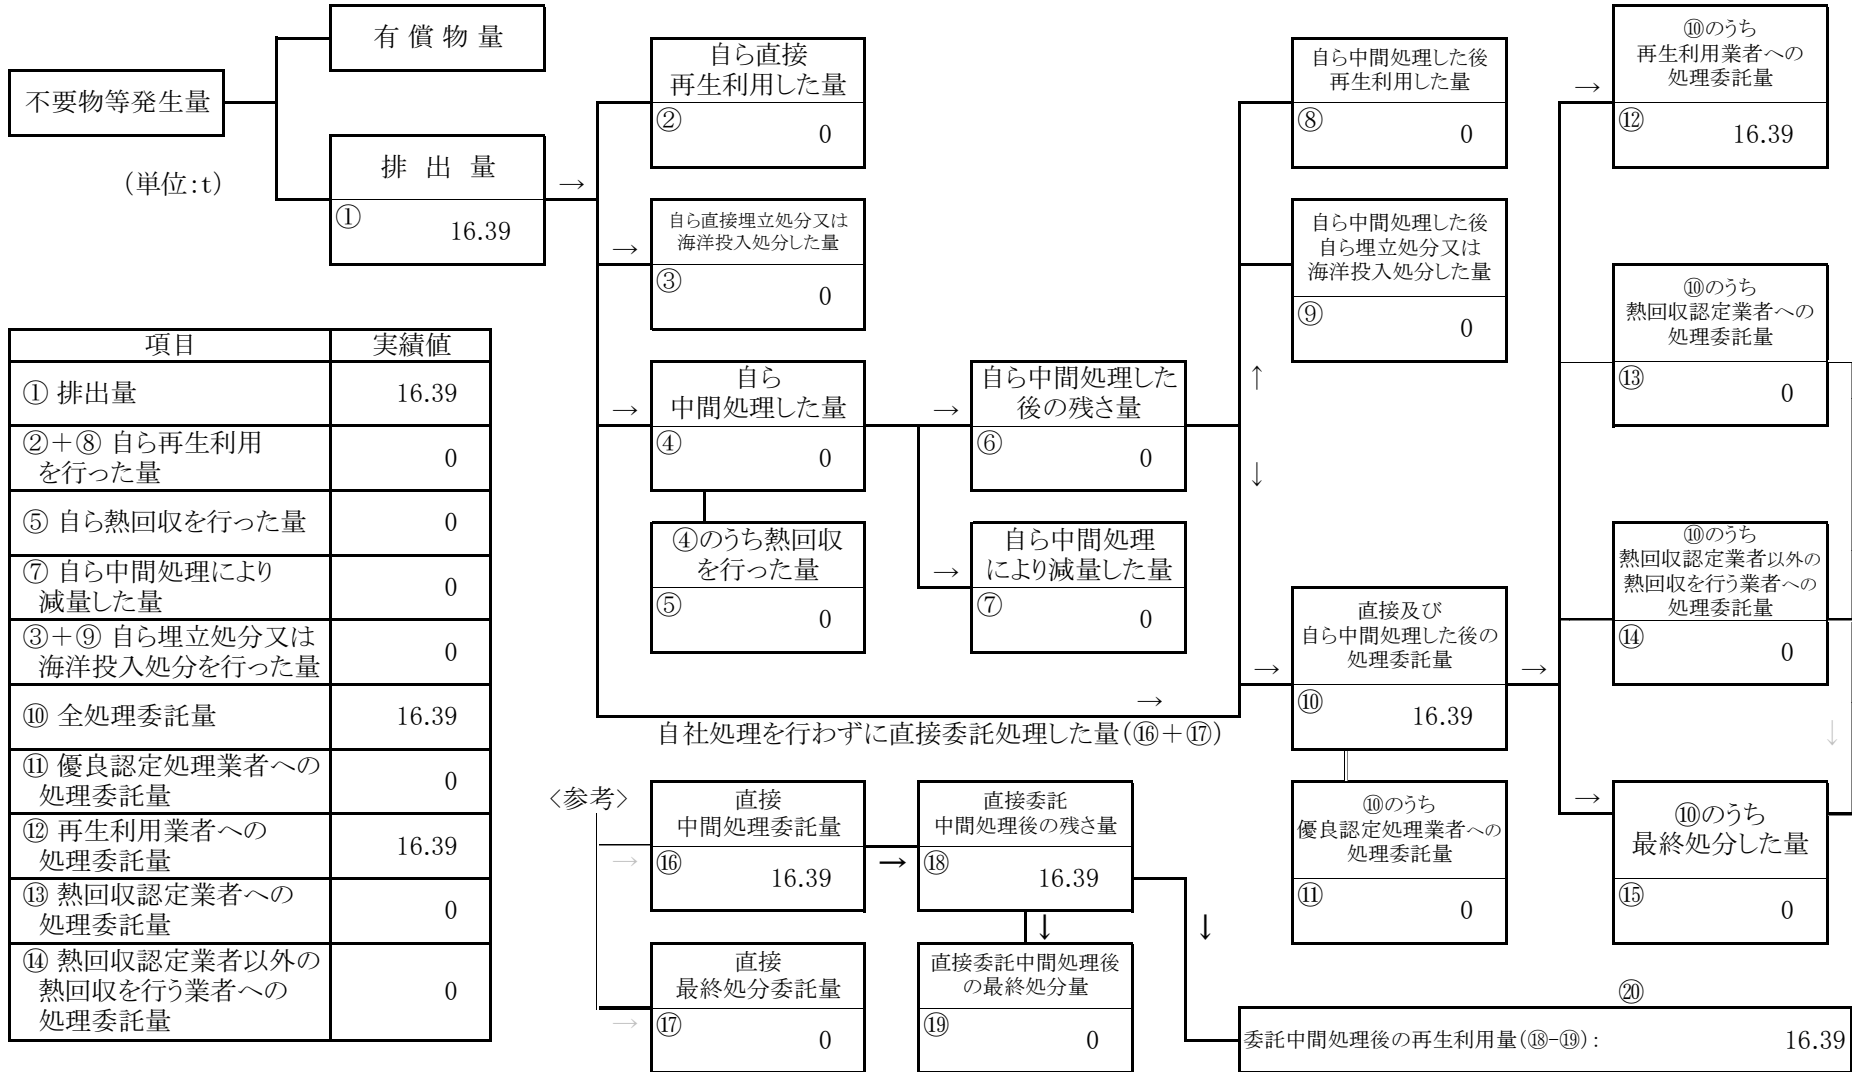 有 償 物 量
不要物等発生量
(単位:t)
排 出 量
→
①
16.39
自ら直接
再生利用した量
②
0
→
自ら直接埋立処分又は
海洋投入処分した量
③
0
→
自ら
中間処理した量
④
0
④のうち熱回収
を行った量
⑤
0
→
自ら中間処理した
後の残さ量
⑥
0
→
自ら中間処理
により減量した量
⑦
0
↑
↓
自ら中間処理した後
再生利用した量
⑧
0
自ら中間処理した後
自ら埋立処分又は
海洋投入処分した量
⑨
0
→
自社処理を行わずに直接委託処理した量(⑯+⑰)
→
直接及び
自ら中間処理した後の
処理委託量
⑩
16.39
⑩のうち
優良認定処理業者への
処理委託量
⑪
0
→
→
⑩のうち
再生利用業者への
処理委託量
⑫
16.39
⑩のうち
熱回収認定業者への
処理委託量
⑬
0
⑩のうち
熱回収認定業者以外の
熱回収を行う業者への
処理委託量
⑭
0
↓
→
⑩のうち
最終処分した量
⑮
0
項目 実績値
① 排出量 16.39
②+⑧ 自ら再生利用
を行った量 0
⑤ 自ら熱回収を行った量 0
⑦ 自ら中間処理により
減量した量 0
③+⑨ 自ら埋立処分又は
海洋投入処分を行った量 0
⑩ 全処理委託量 16.39
⑪ 優良認定処理業者への
処理委託量 0
⑫ 再生利用業者への
処理委託量 16.39
⑬ 熱回収認定業者への
処理委託量 0
⑭ 熱回収認定業者以外の
熱回収を行う業者への
処理委託量 0
〈参考〉
→
直接
中間処理委託量
⑯
16.39
→
直接委託
中間処理後の残さ量
⑱
16.39
↓
↓
→
直接
最終処分委託量
⑰
0
直接委託中間処理後
の最終処分量
⑲
0
⑳
委託中間処理後の再生利用量(⑱-⑲): 16.39